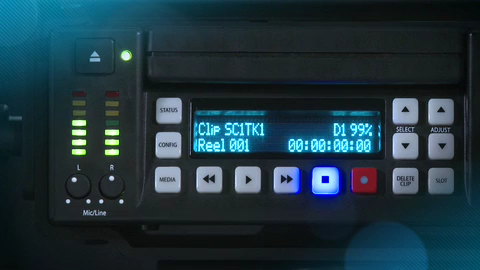 STATUS
Clip SC1TK1 D1 99%
CONFIG
Reel 001 00:00:00:00
SELECT ADJUST
L R
MEDIA
DELETE CLIP
SLOT
Mic/Line